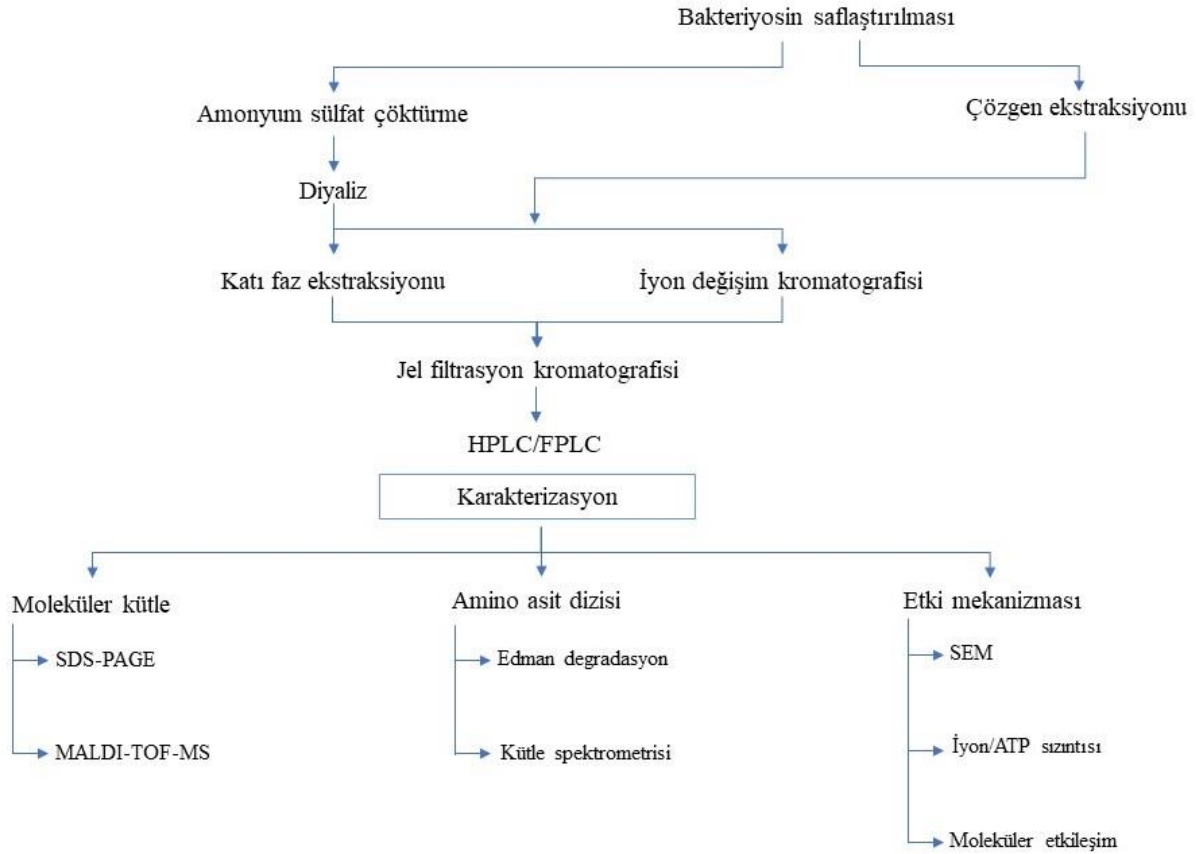 Bakteriyosin saflaştırılması
Amonyum sülfat çöktürme
Çözgen ekstraksiyonu
Diyaliz
Katı faz ekstraksiyonu
İyon değişim kromatografisi
Jel filtrasyon kromatografisi
HPLC/FPLC
Karakterizasyon
Moleküler kütle
SDS-PAGE
MALDI-TOF-MS
Amino asit dizisi
Edman degradasyon
Kütle spektrometrisi
Etki mekanizması
SEM
İyon/ATP sızıntısı
Moleküler etkileşim